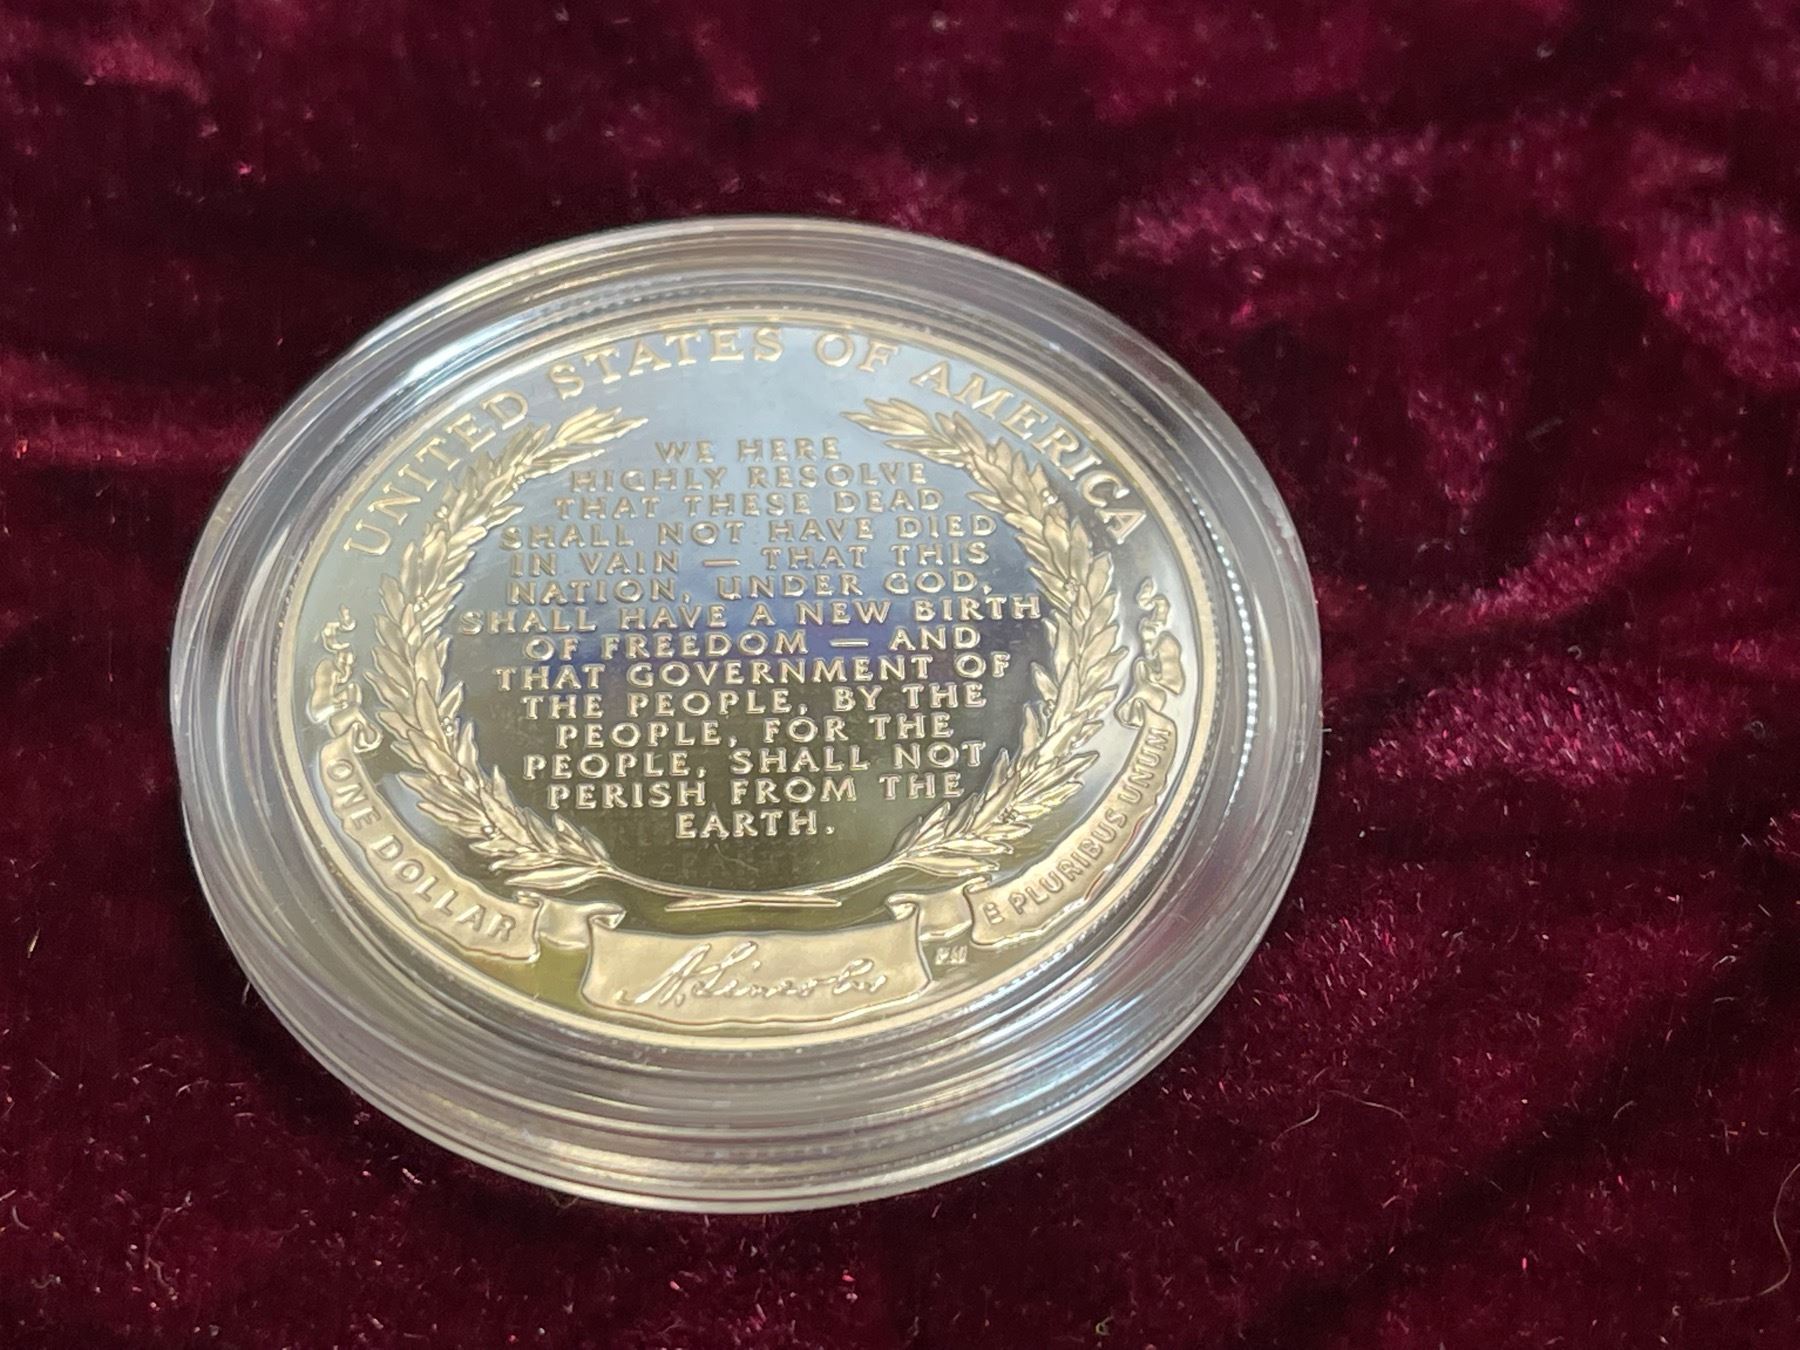 UNITED STATES OF AMERICA
WE HERE
HIGHLY RESOLVE
THAT THESE DEAD
SHALL NOT HAVE DIED
IN VAIN — THAT THIS
NATION, UNDER GOD,
SHALL HAVE A NEW BIRTH
OF FREEDOM — AND
THAT GOVERNMENT OF
THE PEOPLE, BY THE
PEOPLE, FOR THE
PEOPLE, SHALL NOT
PERISH FROM THE
EARTH.
ONE DOLLAR
A. Lincoln
E PLURIBUS UNUM